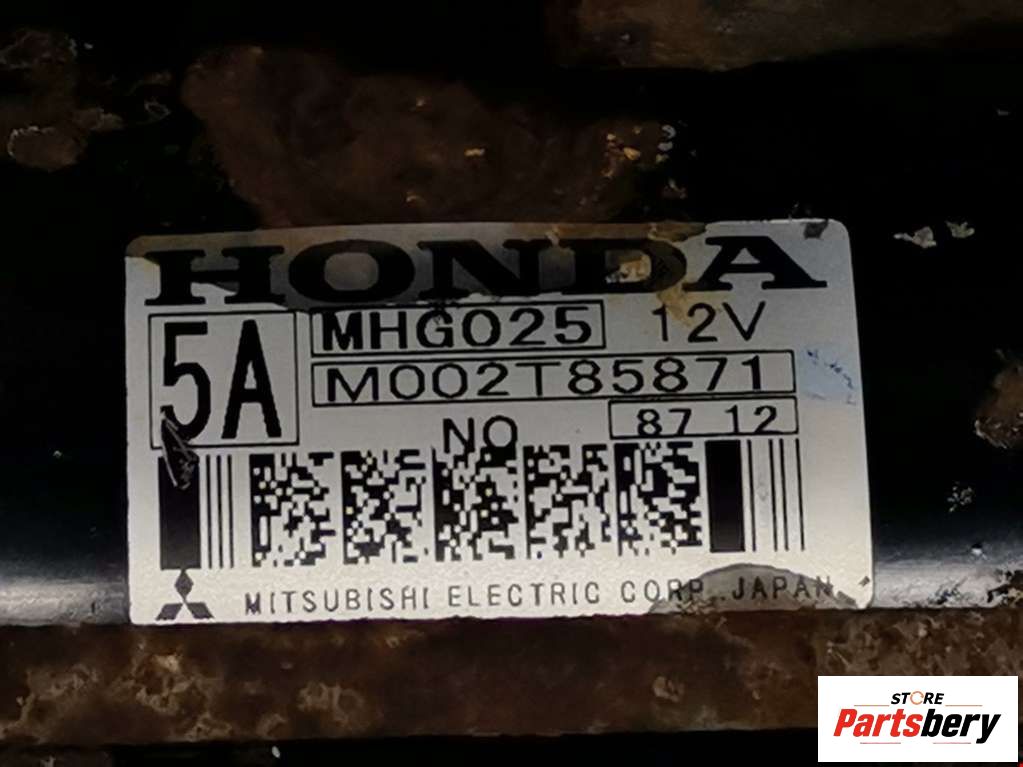 HONDA
5A
MHG025 12V
M002T85871
NO 87 12
MITSUBISHI ELECTRIC CORP. JAPAN
STORE
Partsbery